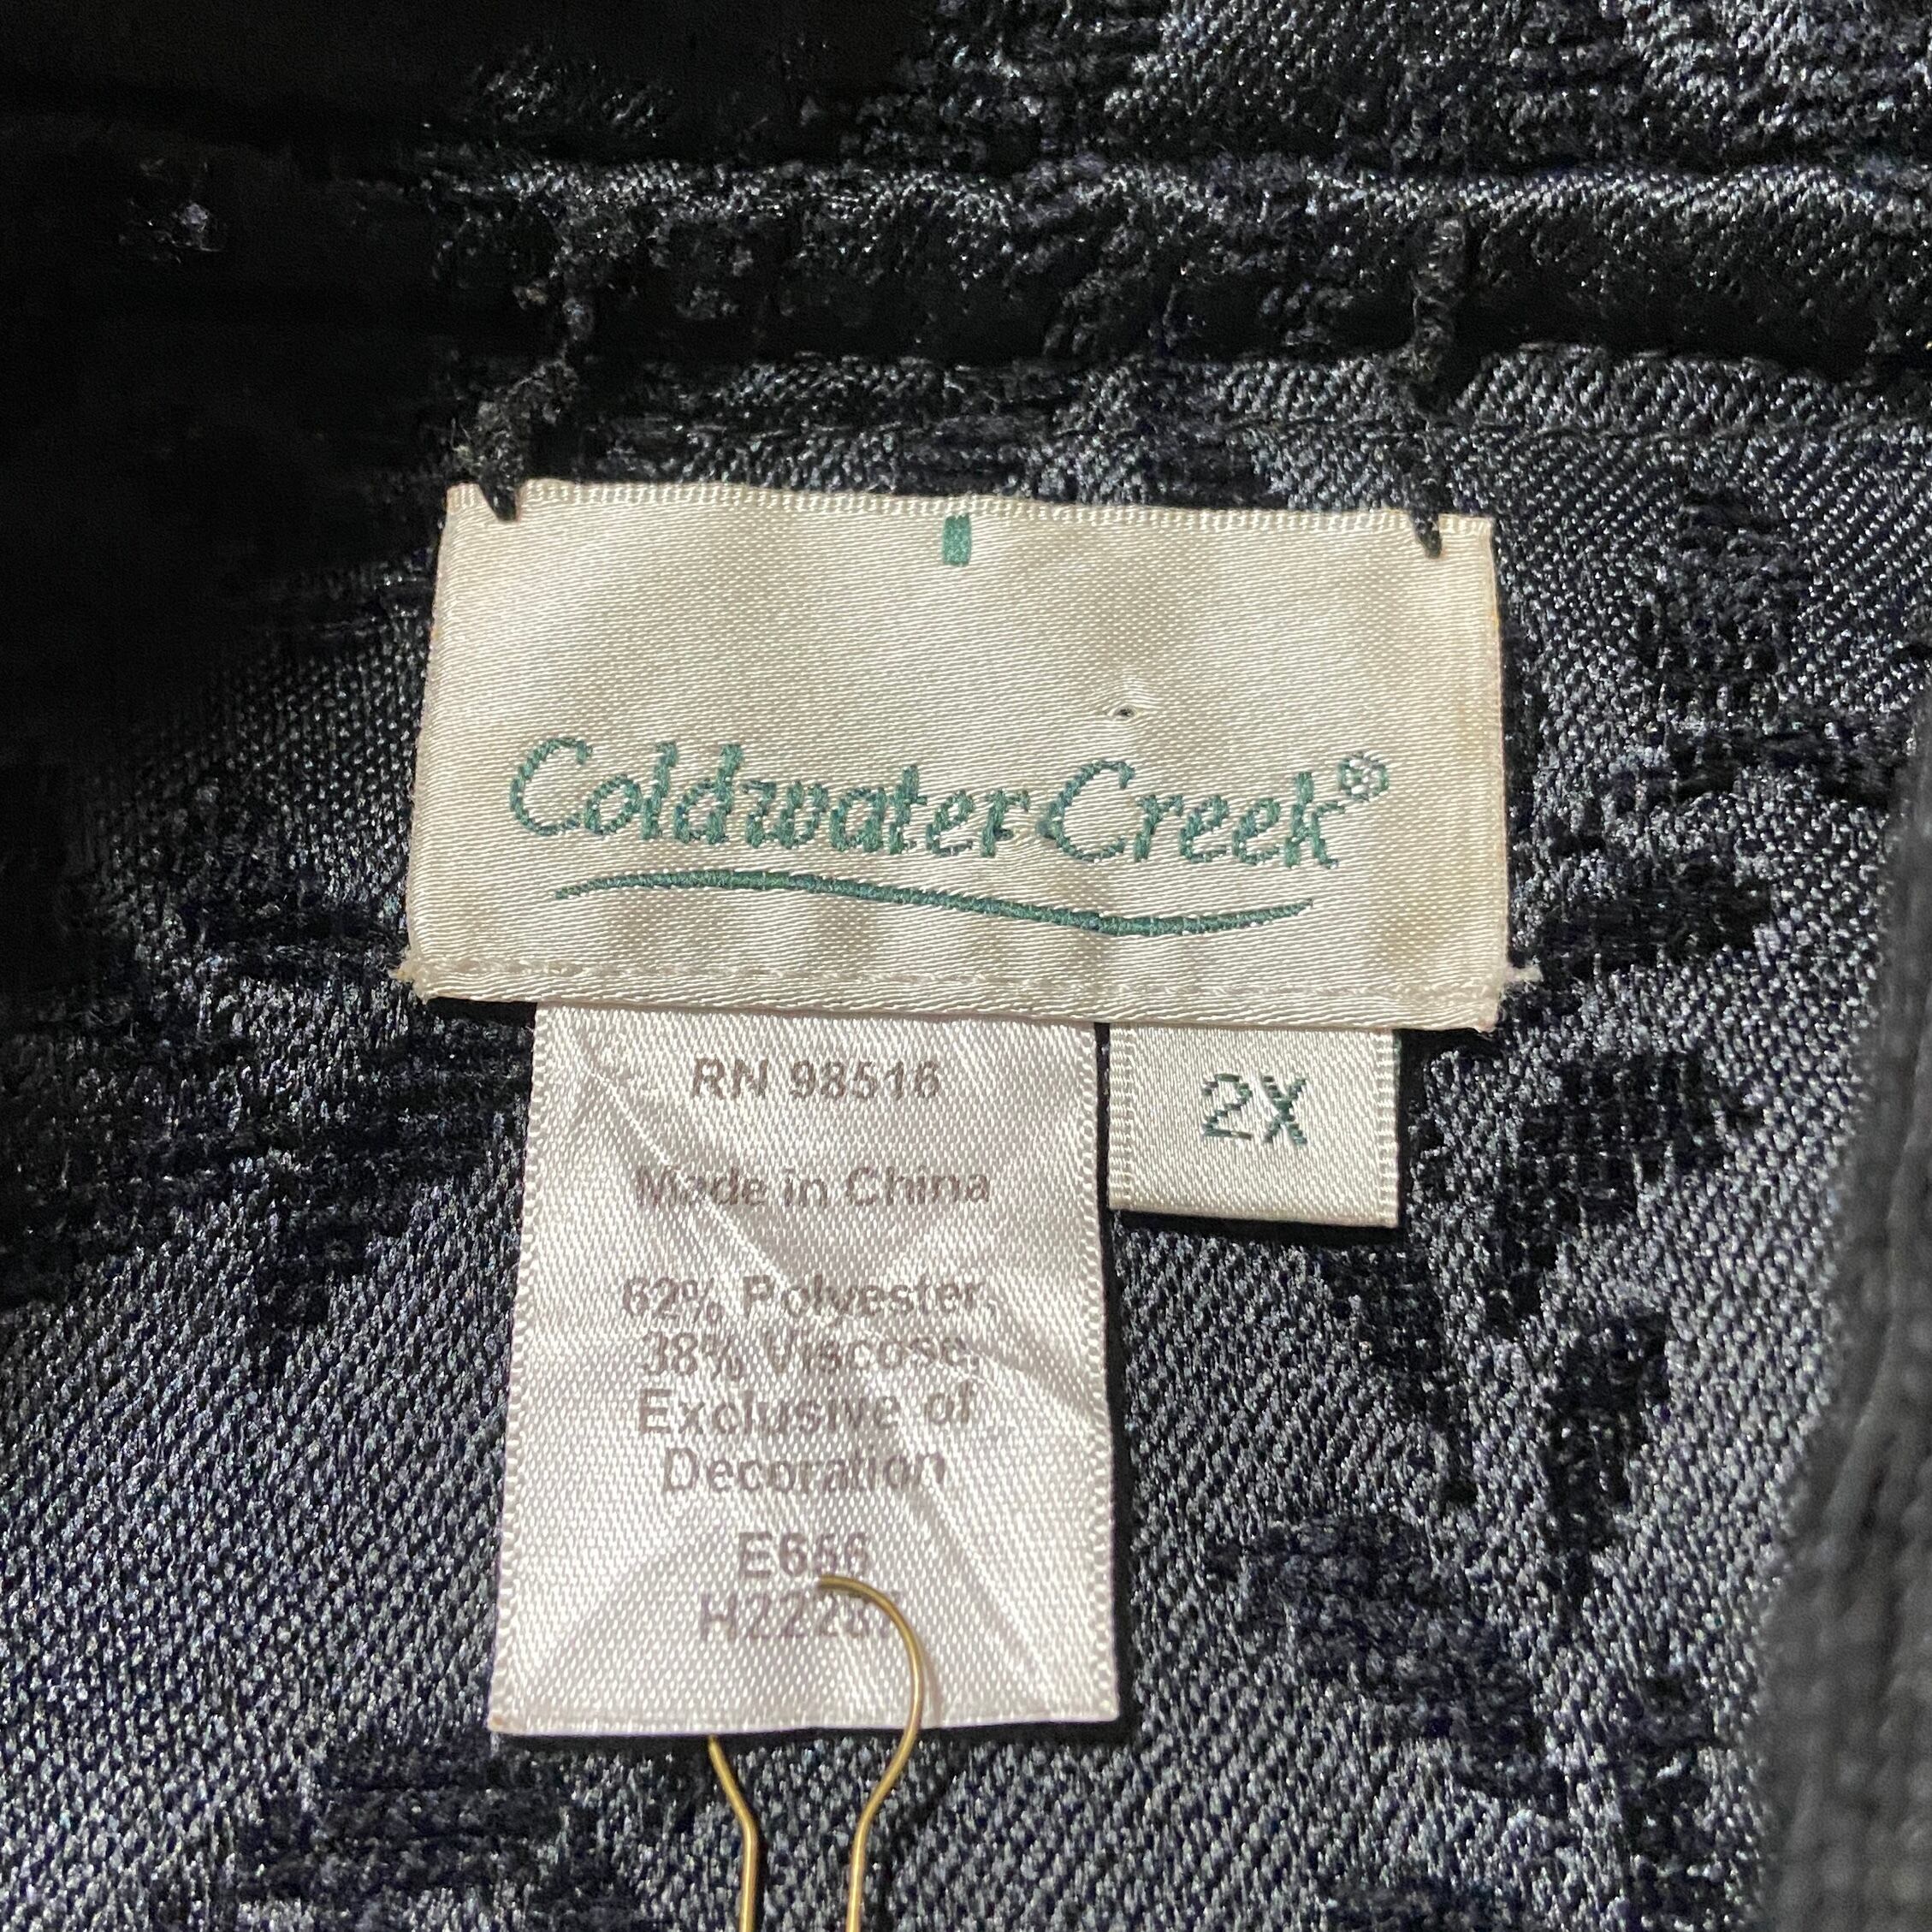 Coldwater Creek®
RN 98516
2X
Made in China
62% Polyester,
38% Viscose,
Exclusive of
Decoration
E656